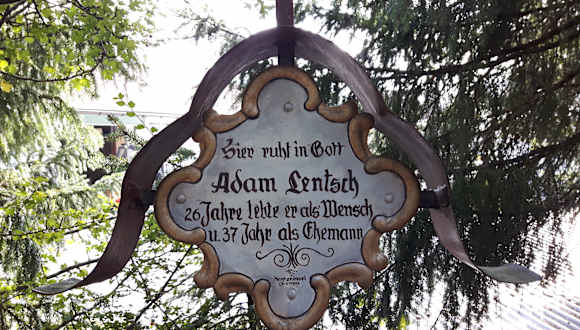 Hier ruht in Gott
Adam Lentsch
26 Jahre lebte er als Mensch
u. 37 Jahr als Ehemann